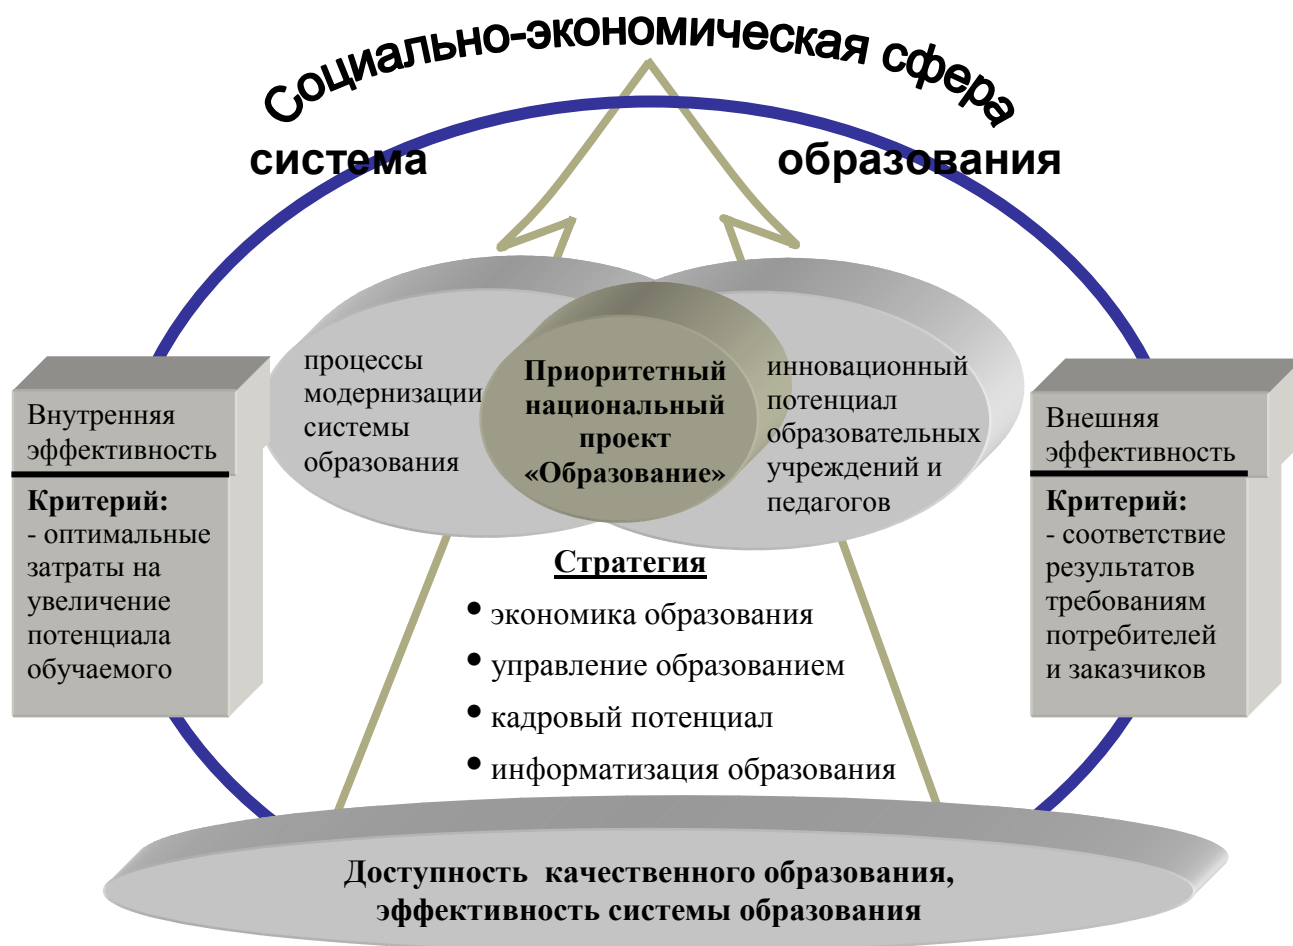 Социально-экономическая сфера
система образования
процессы
модернизации
системы
образования
Приоритетный
национальный
проект
«Образование»
инновационный
потенциал
образовательных
учреждений и
педагогов
Внутренняя
эффективность
Критерий:
- оптимальные
затраты на
увеличение
потенциала
обучаемого
Внешняя
эффективность
Критерий:
- соответствие
результатов
требованиям
потребителей
и заказчиков
Стратегия
• экономика образования
• управление образованием
• кадровый потенциал
• информатизация образования
Доступность качественного образования,
эффективность системы образования